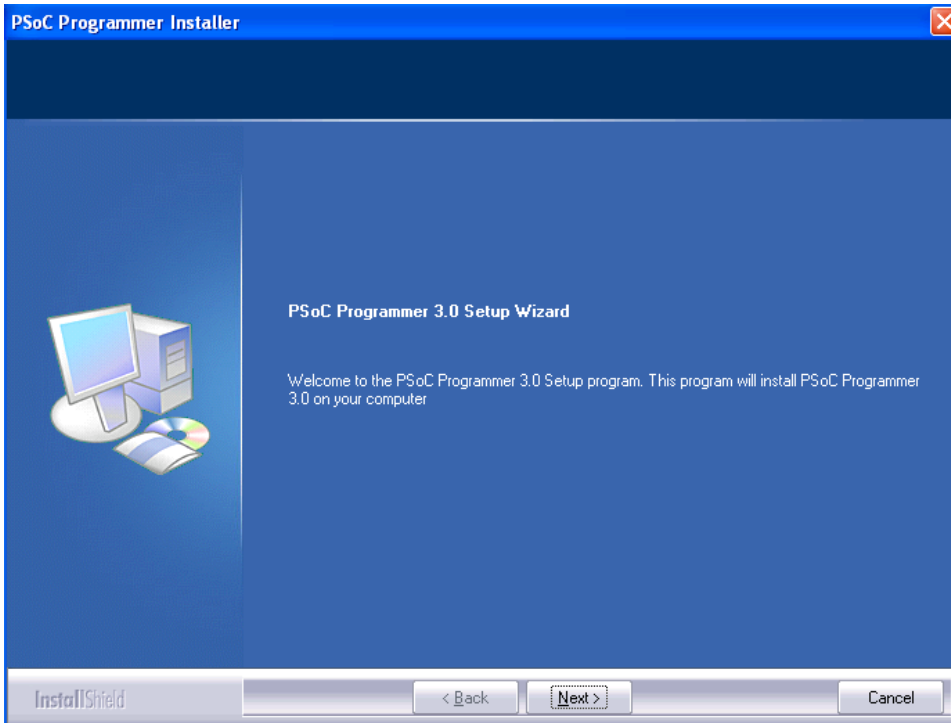 PSoC Programmer Installer
PSoC Programmer 3.0 Setup Wizard
Welcome to the PSoC Programmer 3.0 Setup program. This program will install PSoC Programmer
3.0 on your computer
InstallShield
< Back Next > Cancel